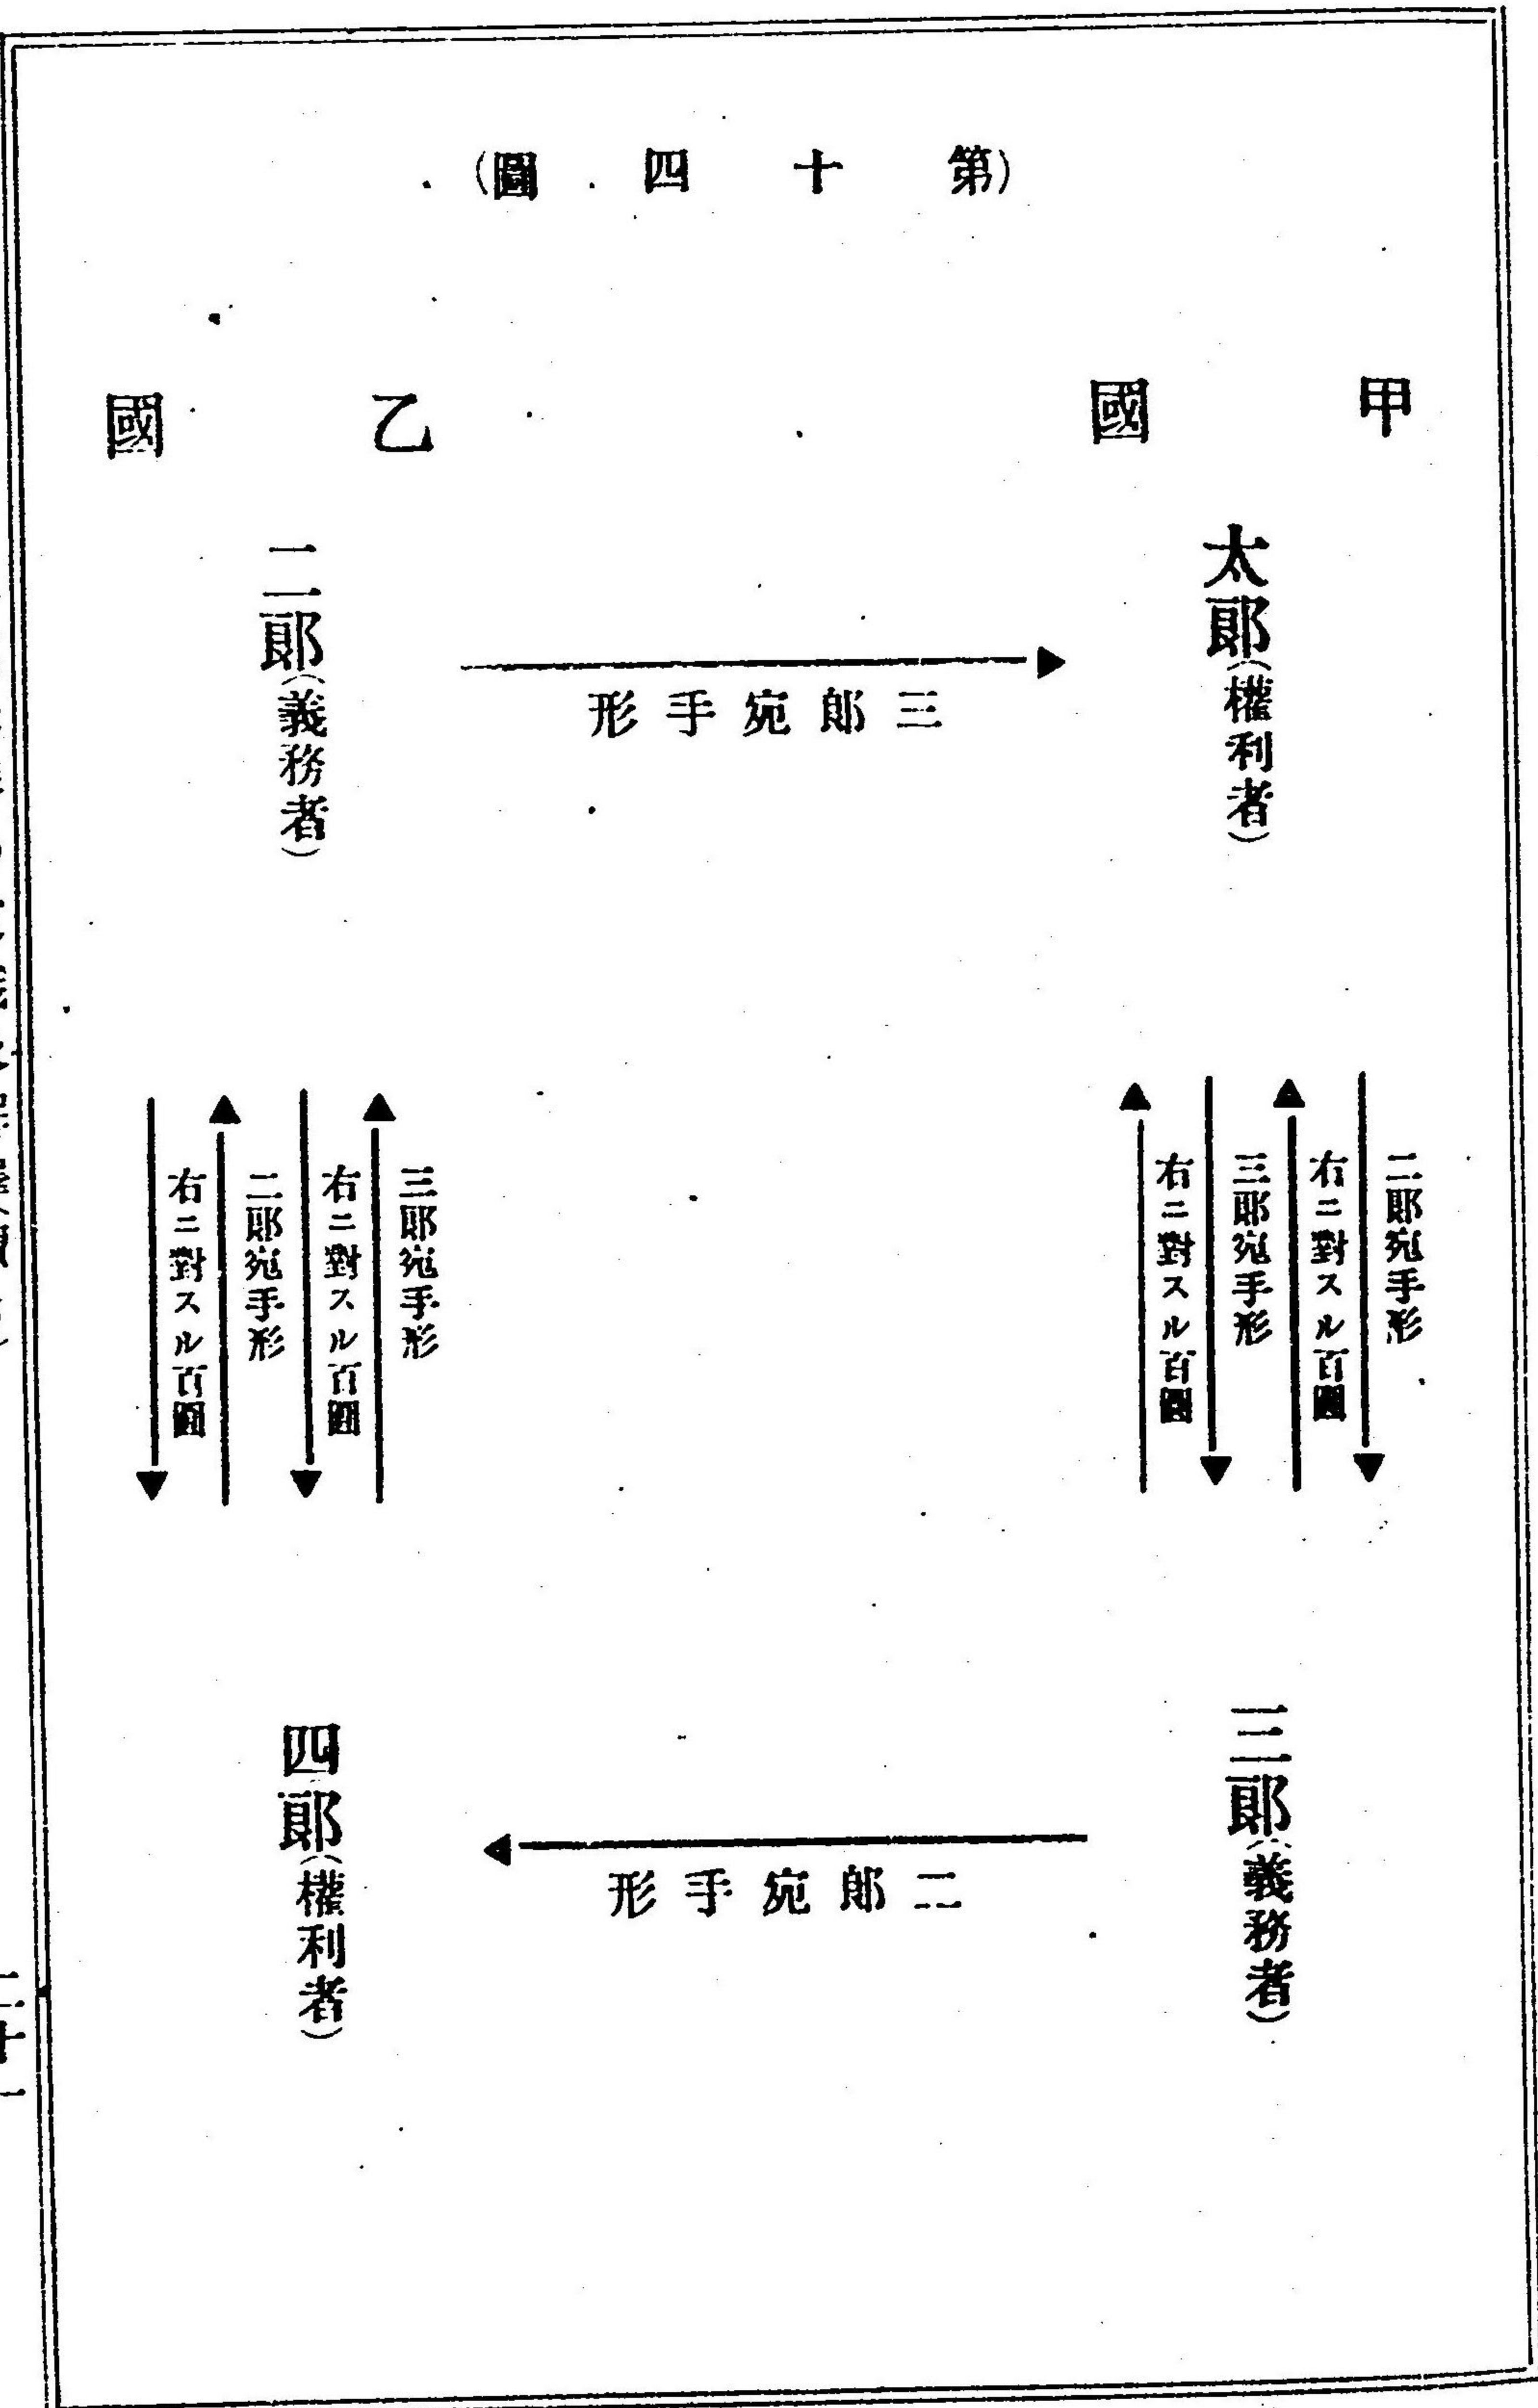 (第十四圖)
甲國
太郎(權利者)
二郎宛手形
右ニ對スル百圓
三郎宛手形
右ニ對スル百圓
三郎(義務者)
三郎宛手形
二郎宛手形
乙國
二郎(義務者)
三郎宛手形
右ニ對スル百圓
二郎宛手形
右ニ對スル百圓
四郎(權利者)
二十一